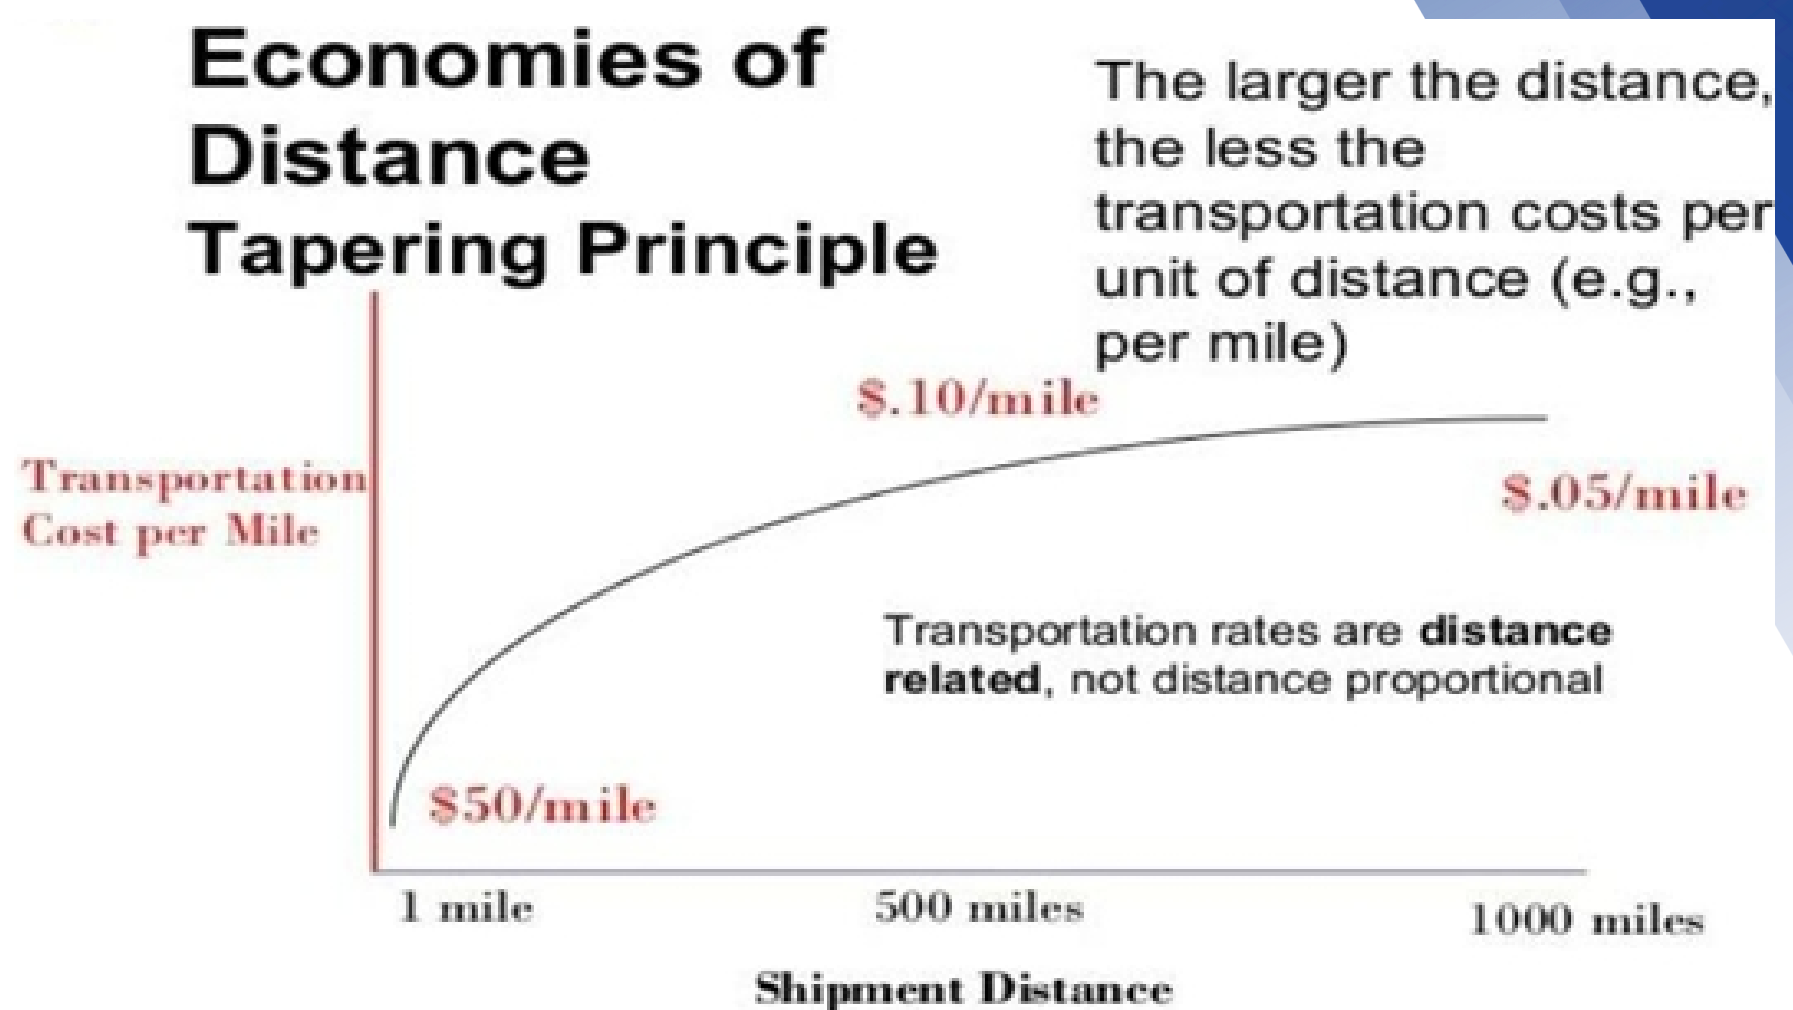 Economies of
Distance
Tapering Principle
The larger the distance,
the less the
transportation costs per
unit of distance (e.g.,
per mile)
$.10/mile
Transportation
Cost per Mile
$.05/mile
Transportation rates are distance
related, not distance proportional
$50/mile
1 mile
500 miles
1000 miles
Shipment Distance